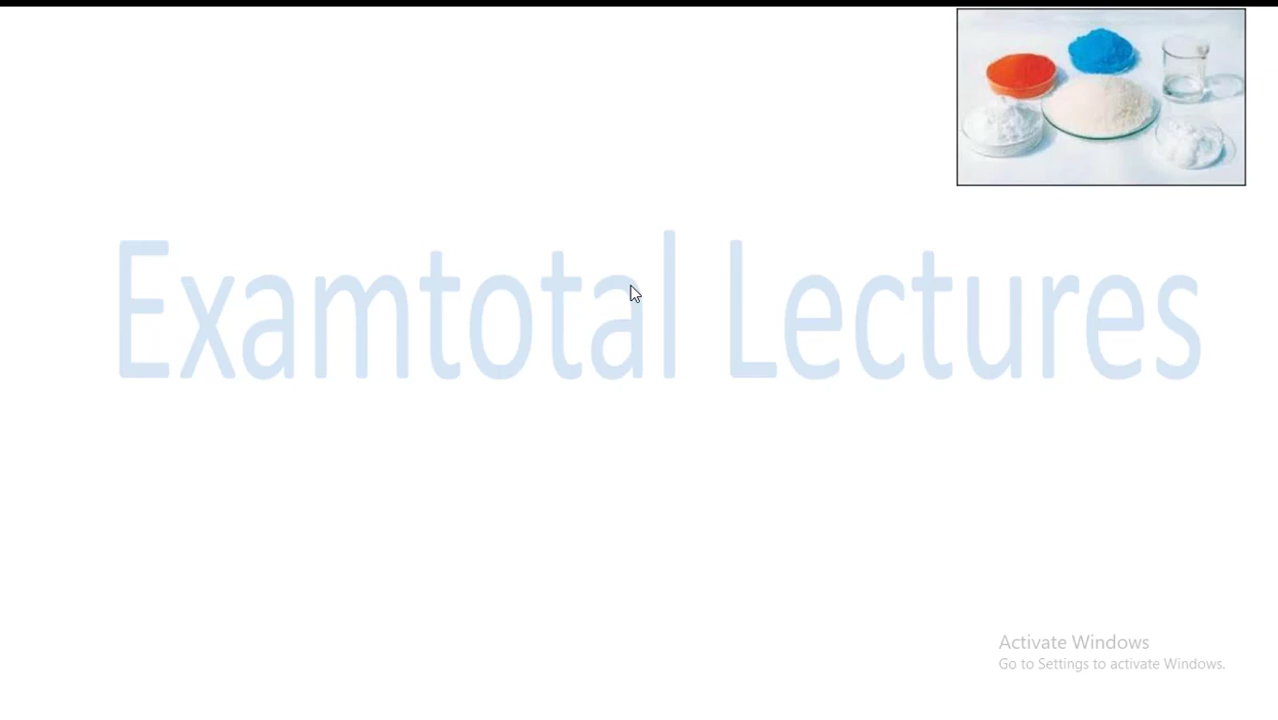 Examtotal Lectures
Activate Windows
Go to Settings to activate Windows.